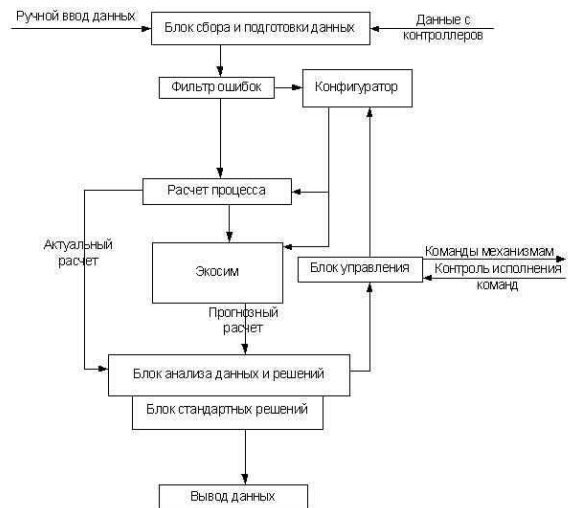 Ручной ввод данных
Блок сбора и подготовки данных
Данные с
контроллеров
Фильтр ошибок
Конфигуратор
Расчет процесса
Актуальный
расчет
Экосим
Блок управления
Команды механизмам
Контроль исполнения
команд
Прогнозный
расчет
Блок анализа данных и решений
Блок стандартных решений
Вывод данных